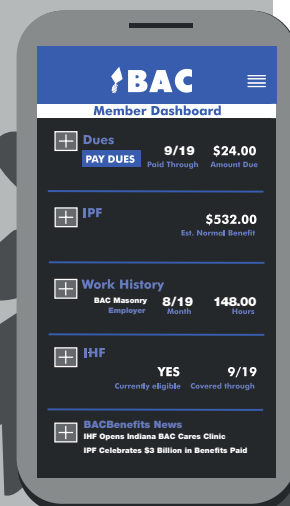 BAC
Member Dashboard
Dues
PAY DUES 9/19 $24.00
Paid Through Amount Due
IPF
$532.00
Est. Normal Benefit
Work History
BAC Masonry 8/19 148.00
Employer Month Hours
IHF
YES 9/19
Currently eligible Covered through
BACBenefits News
IHF Opens Indiana BAC Cares Clinic
IPF Celebrates $3 Billion in Benefits Paid